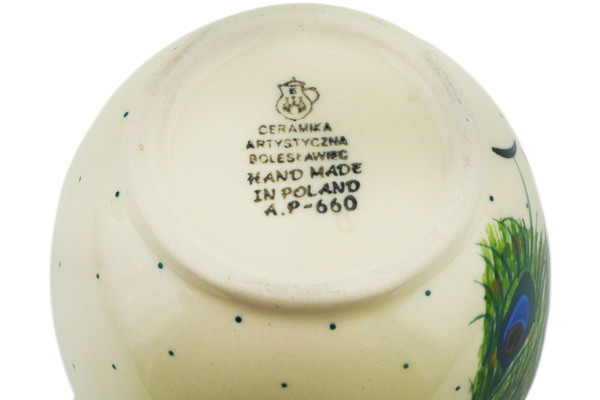 CERAMIKA
ARTYSTYCZNA
BOLESŁAWIEC
HAND MADE
IN POLAND
A.P-660